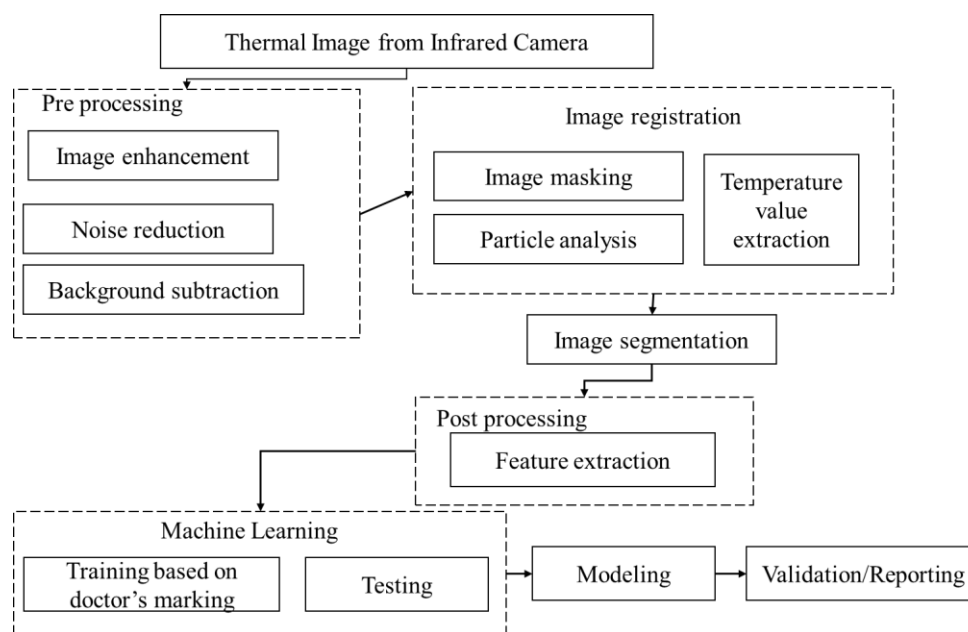 Thermal Image from Infrared Camera
Pre processing
Image enhancement
Noise reduction
Background subtraction
Image registration
Image masking
Particle analysis
Temperature
value
extraction
Image segmentation
Post processing
Feature extraction
Machine Learning
Training based on
doctor’s marking
Testing
Modeling
Validation/Reporting